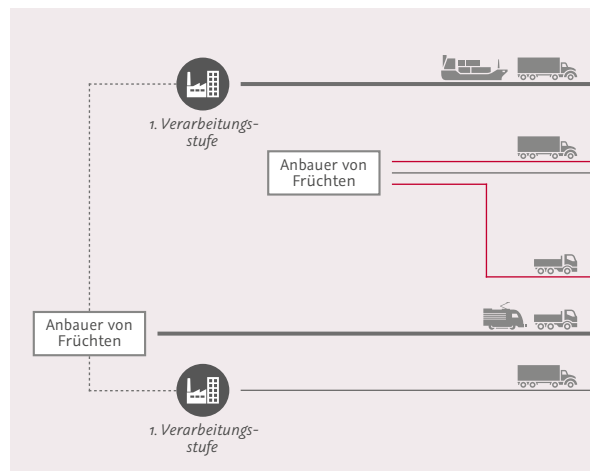 1. Verarbeitungs-
stufe
Anbauer von
Früchten
Anbauer von
Früchten
1. Verarbeitungs-
stufe